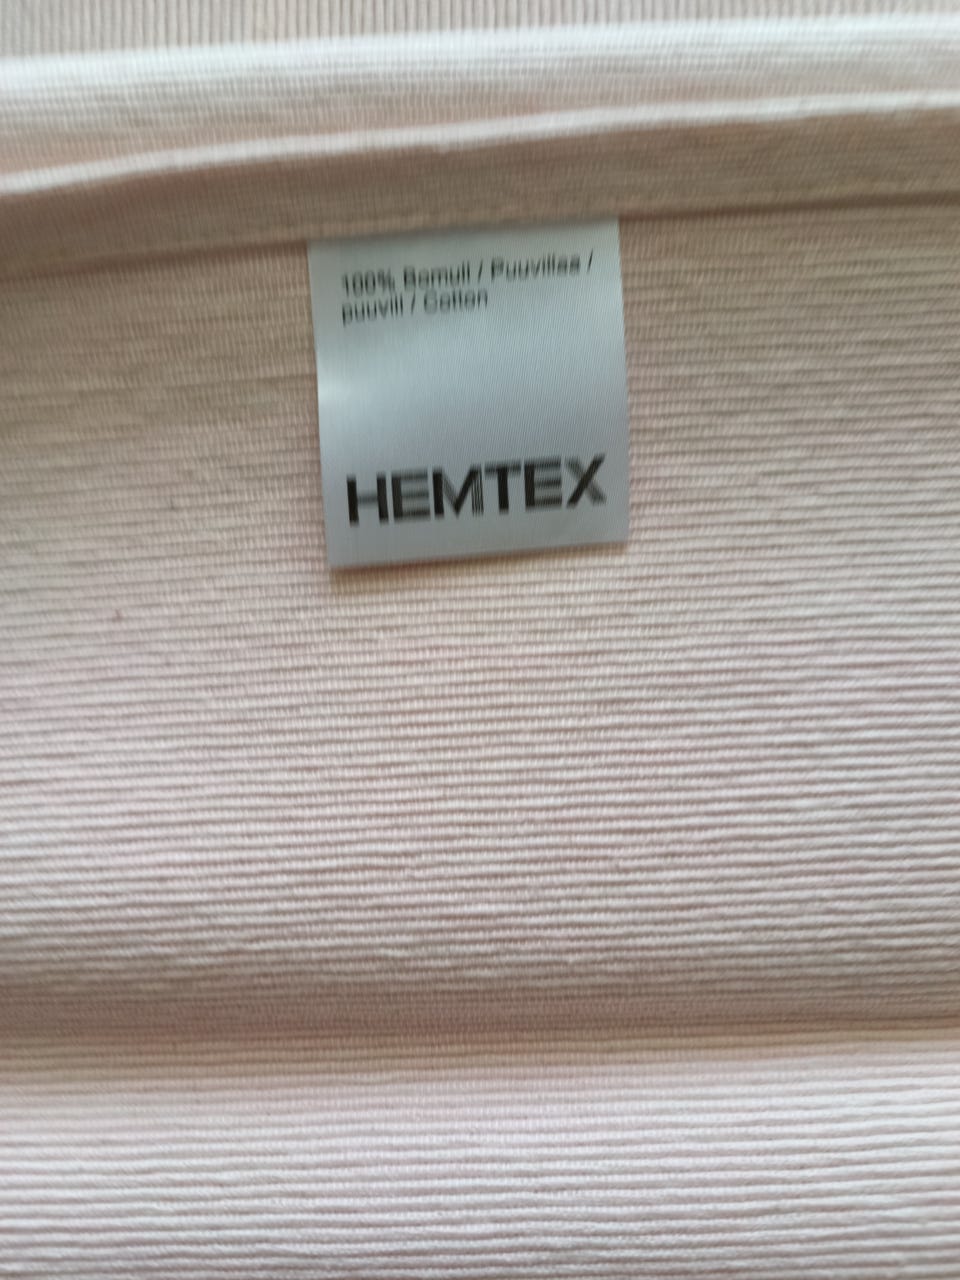 100% Bomull / Puuvillaa /
puuvill / Cotton
HEMTEX